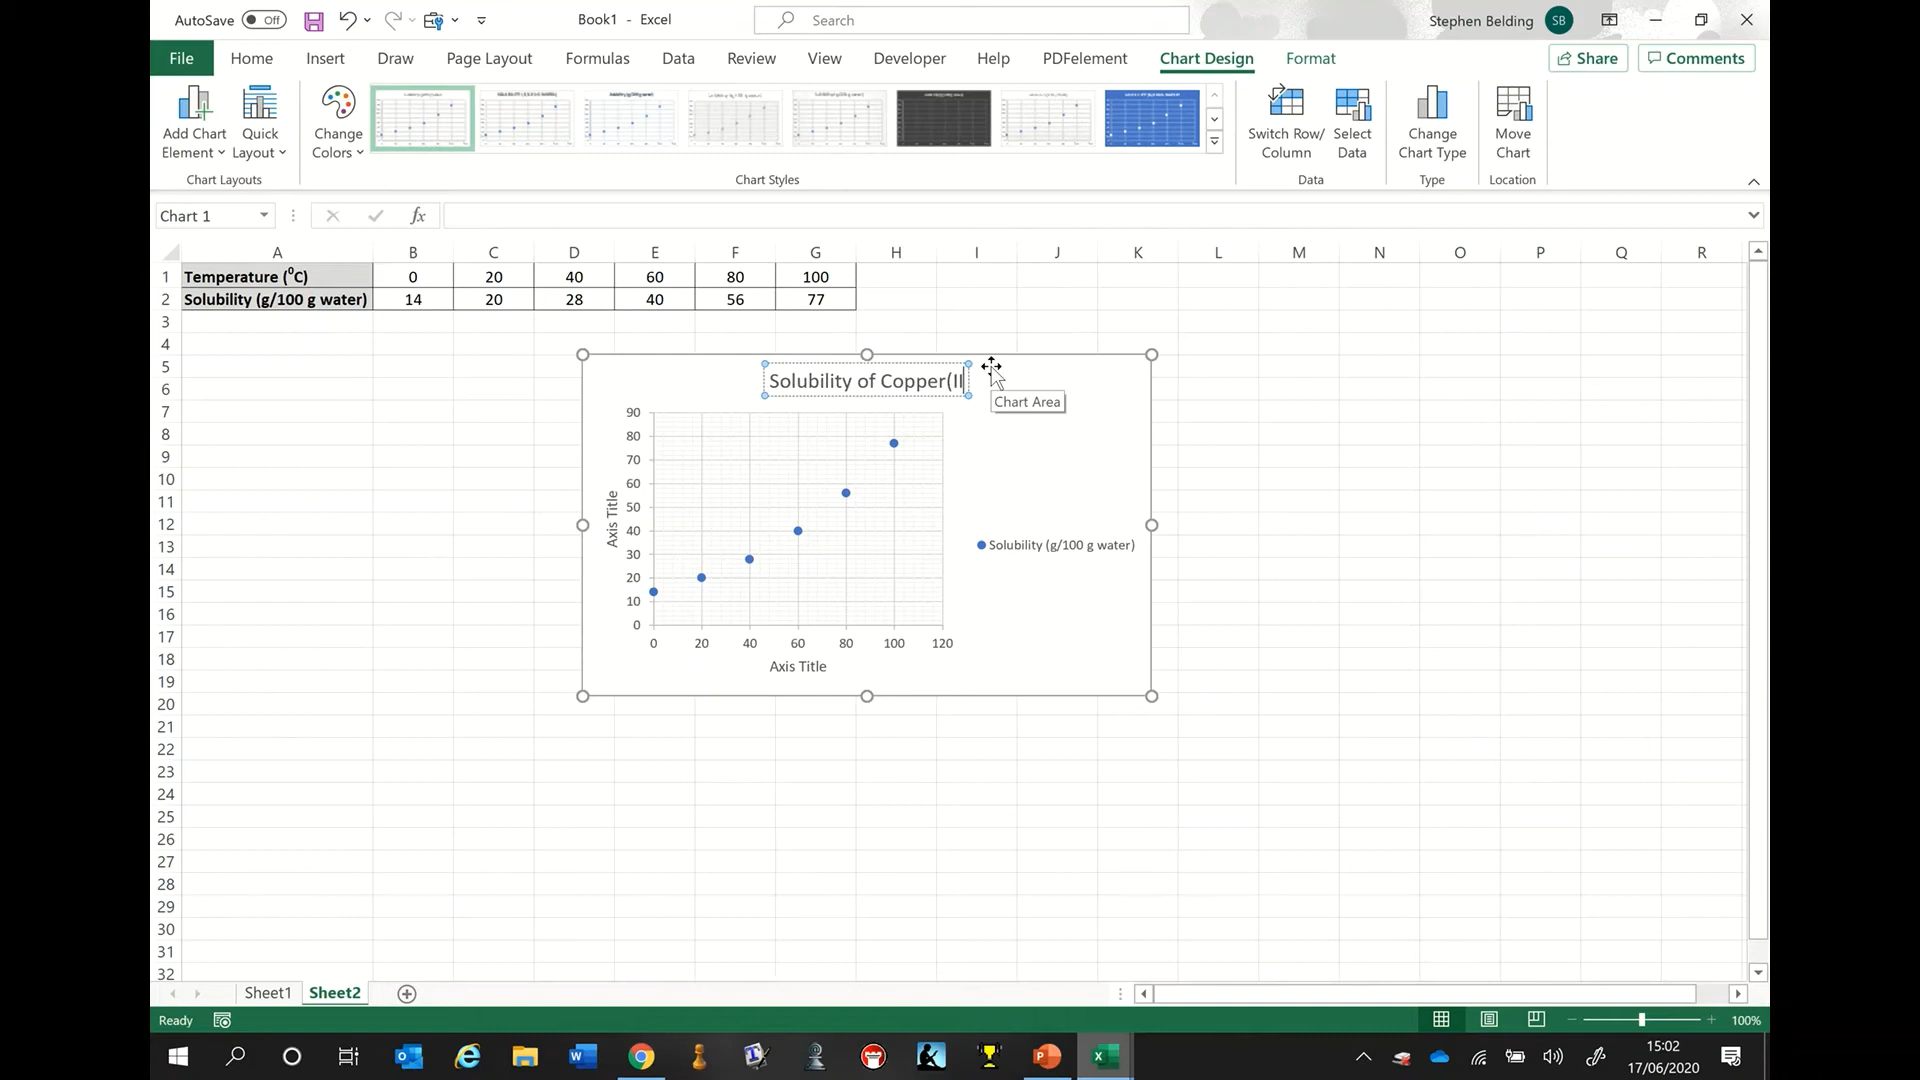 AutoSave Off Book1 - Excel Search Stephen Belding SB
File Home Insert Draw Page Layout Formulas Data Review View Developer Help PDFelement Chart Design Format Share Comments
Add Chart Element Quick Layout Change Colors Switch Row/ Column Select Data Change Chart Type Move Chart
Chart Layouts Chart Styles Data Type Location
Chart 1 fx
A B C D E F G H I J K L M N O P Q R
1 Temperature (⁰C) 0 20 40 60 80 100
2 Solubility (g/100 g water) 14 20 28 40 56 77
3
4
5
6
7
8
9
10
11
12
13
14
15
16
17
18
19
20
21
22
23
24
25
26
27
28
29
30
31
32
Solubility of Copper(II
Chart Area
90
80
70
60
50
40
30
20
10
0
Axis Title
0 20 40 60 80 100 120
Axis Title
Solubility (g/100 g water)
Sheet1 Sheet2
Ready 100%
15:02
17/06/2020